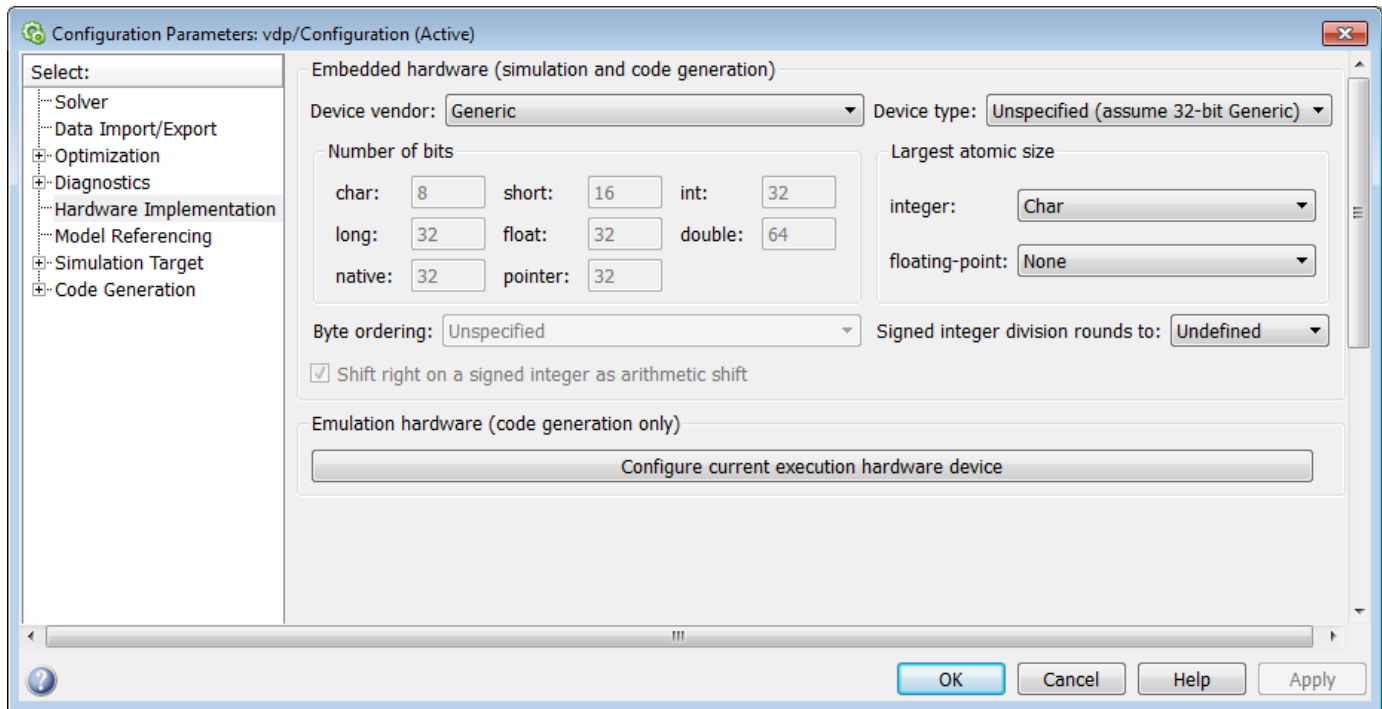 Configuration Parameters: vdp/Configuration (Active)
Select:
Solver
Data Import/Export
Optimization
Diagnostics
Hardware Implementation
Model Referencing
Simulation Target
Code Generation
Embedded hardware (simulation and code generation)
Device vendor: Generic Device type: Unspecified (assume 32-bit Generic)
Number of bits
char: 8 short: 16 int: 32
long: 32 float: 32 double: 64
native: 32 pointer: 32
Largest atomic size
integer: Char
floating-point: None
Byte ordering: Unspecified Signed integer division rounds to: Undefined
Shift right on a signed integer as arithmetic shift
Emulation hardware (code generation only)
Configure current execution hardware device
OK Cancel Help Apply